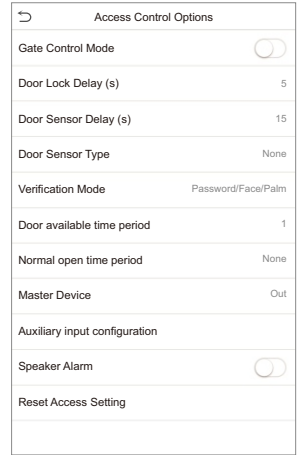 Access Control Options
Gate Control Mode
Door Lock Delay (s) 5
Door Sensor Delay (s) 15
Door Sensor Type None
Verification Mode Password/Face/Palm
Door available time period 1
Normal open time period None
Master Device Out
Auxiliary input configuration
Speaker Alarm
Reset Access Setting